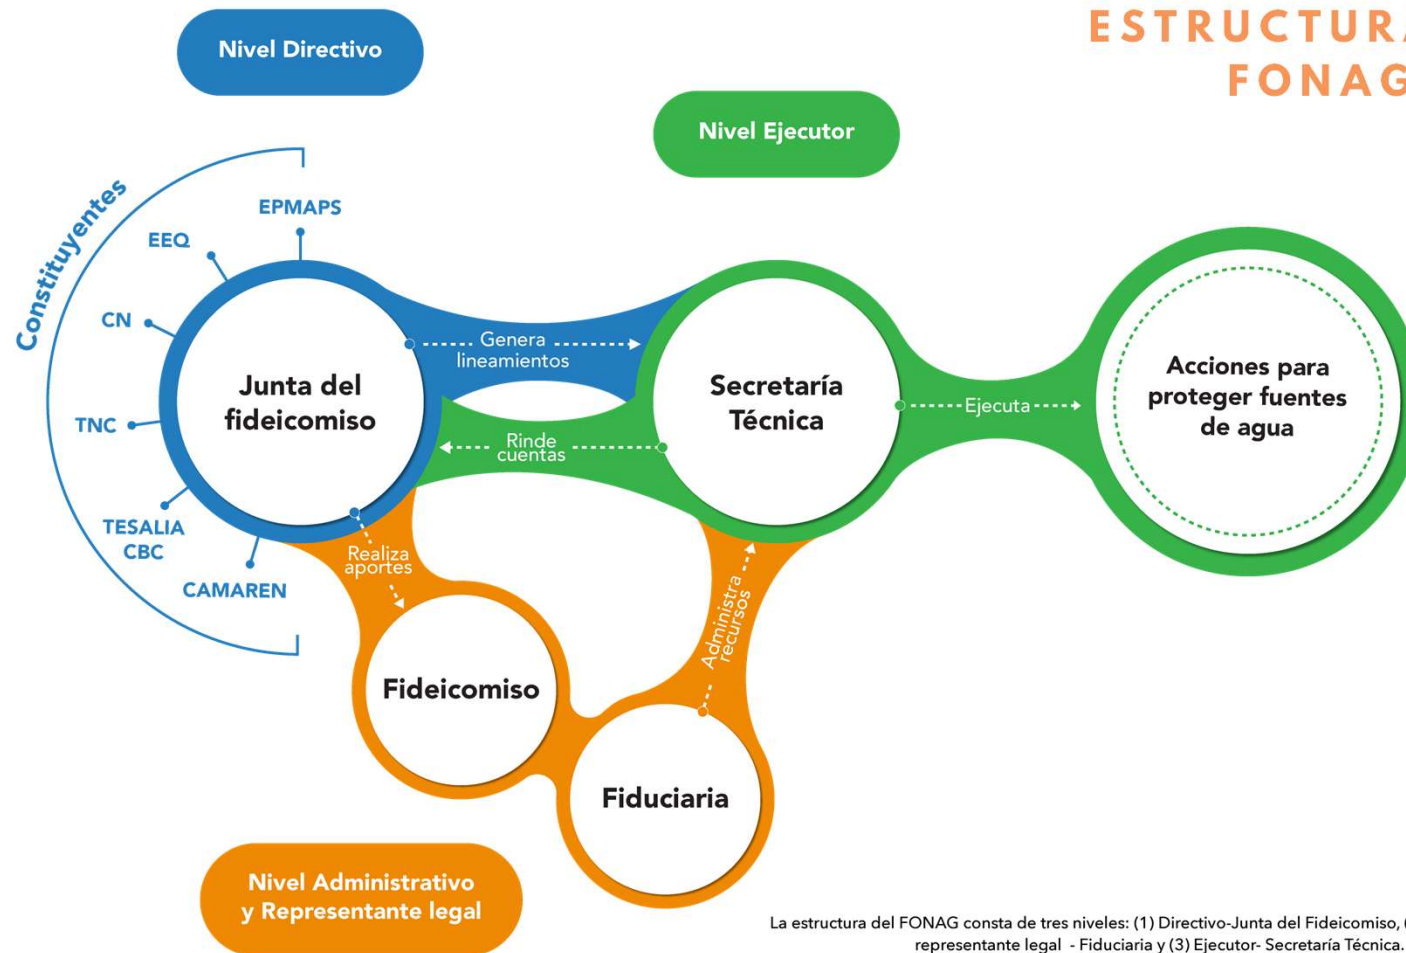 ESTRUCTURA
FONAG
Nivel Directivo
Nivel Ejecutor
Constituyentes
EPMAPS
EEQ
CN
TNC
TESALIA
CBC
CAMAREN
Junta del
fideicomiso
Genera
lineamientos
Rinde
cuentas
Secretaría
Técnica
Ejecuta
Acciones para
proteger fuentes
de agua
Realiza
aportes
Administra
recursos
Fideicomiso
Fiduciaria
Nivel Administrativo
y Representante legal
La estructura del FONAG consta de tres niveles: (1) Directivo-Junta del Fideicomiso, (
representante legal - Fiduciaria y (3) Ejecutor- Secretaría Técnica.